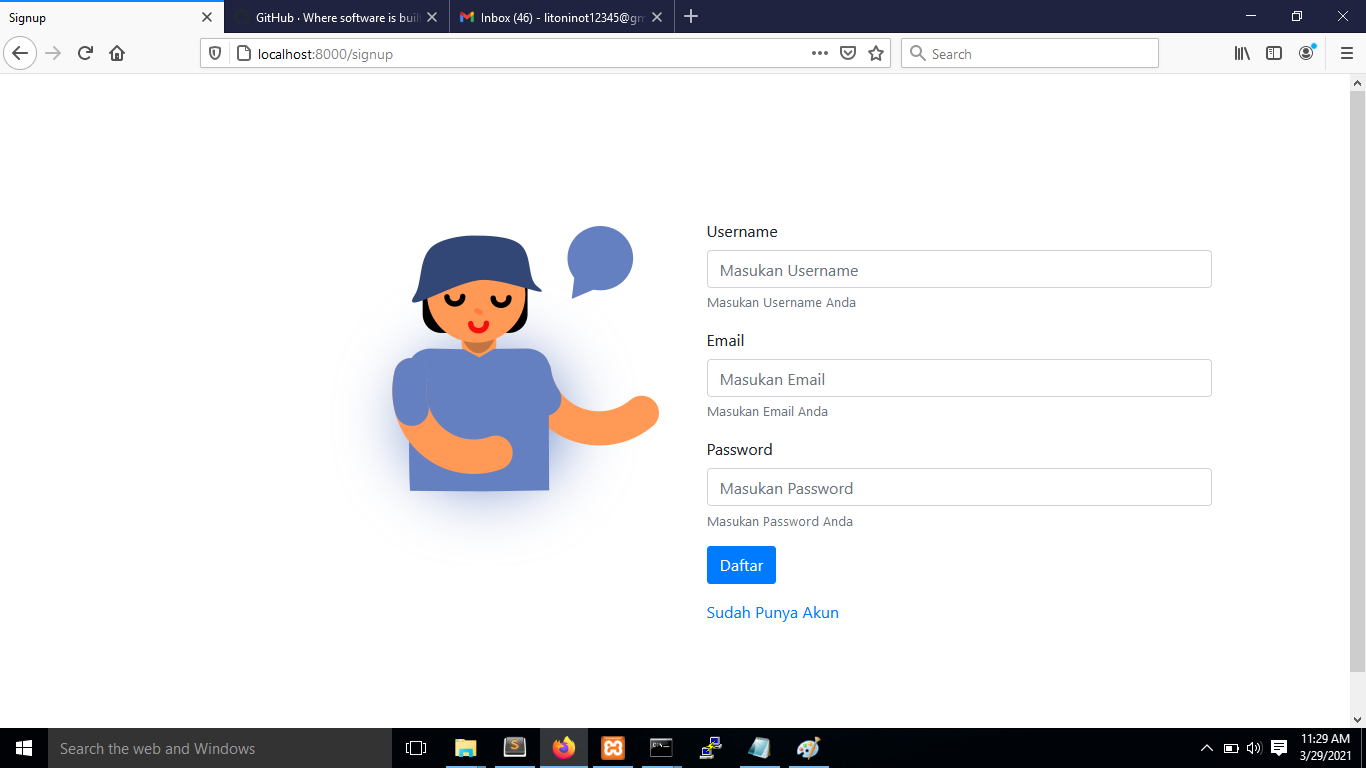 Signup
GitHub · Where software is buil
Inbox (46) - litoninot12345@gm
localhost:8000/signup
Search
Username
Masukan Username
Masukan Username Anda
Email
Masukan Email
Masukan Email Anda
Password
Masukan Password
Masukan Password Anda
Daftar
Sudah Punya Akun
Search the web and Windows
11:29 AM
3/29/2021